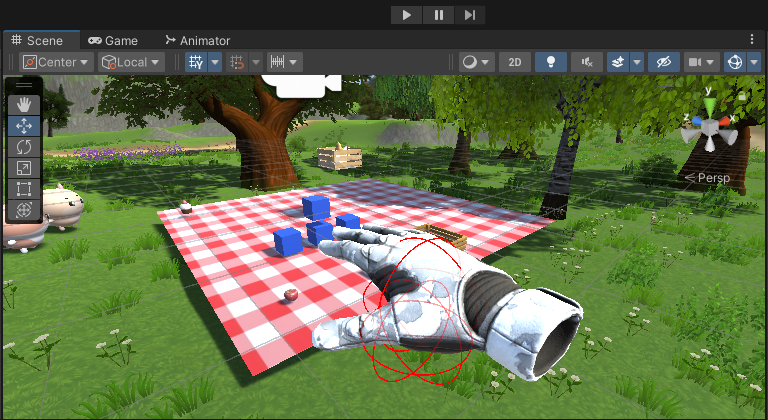 Scene Game Animator
Center Local 2D
y
z x
Persp